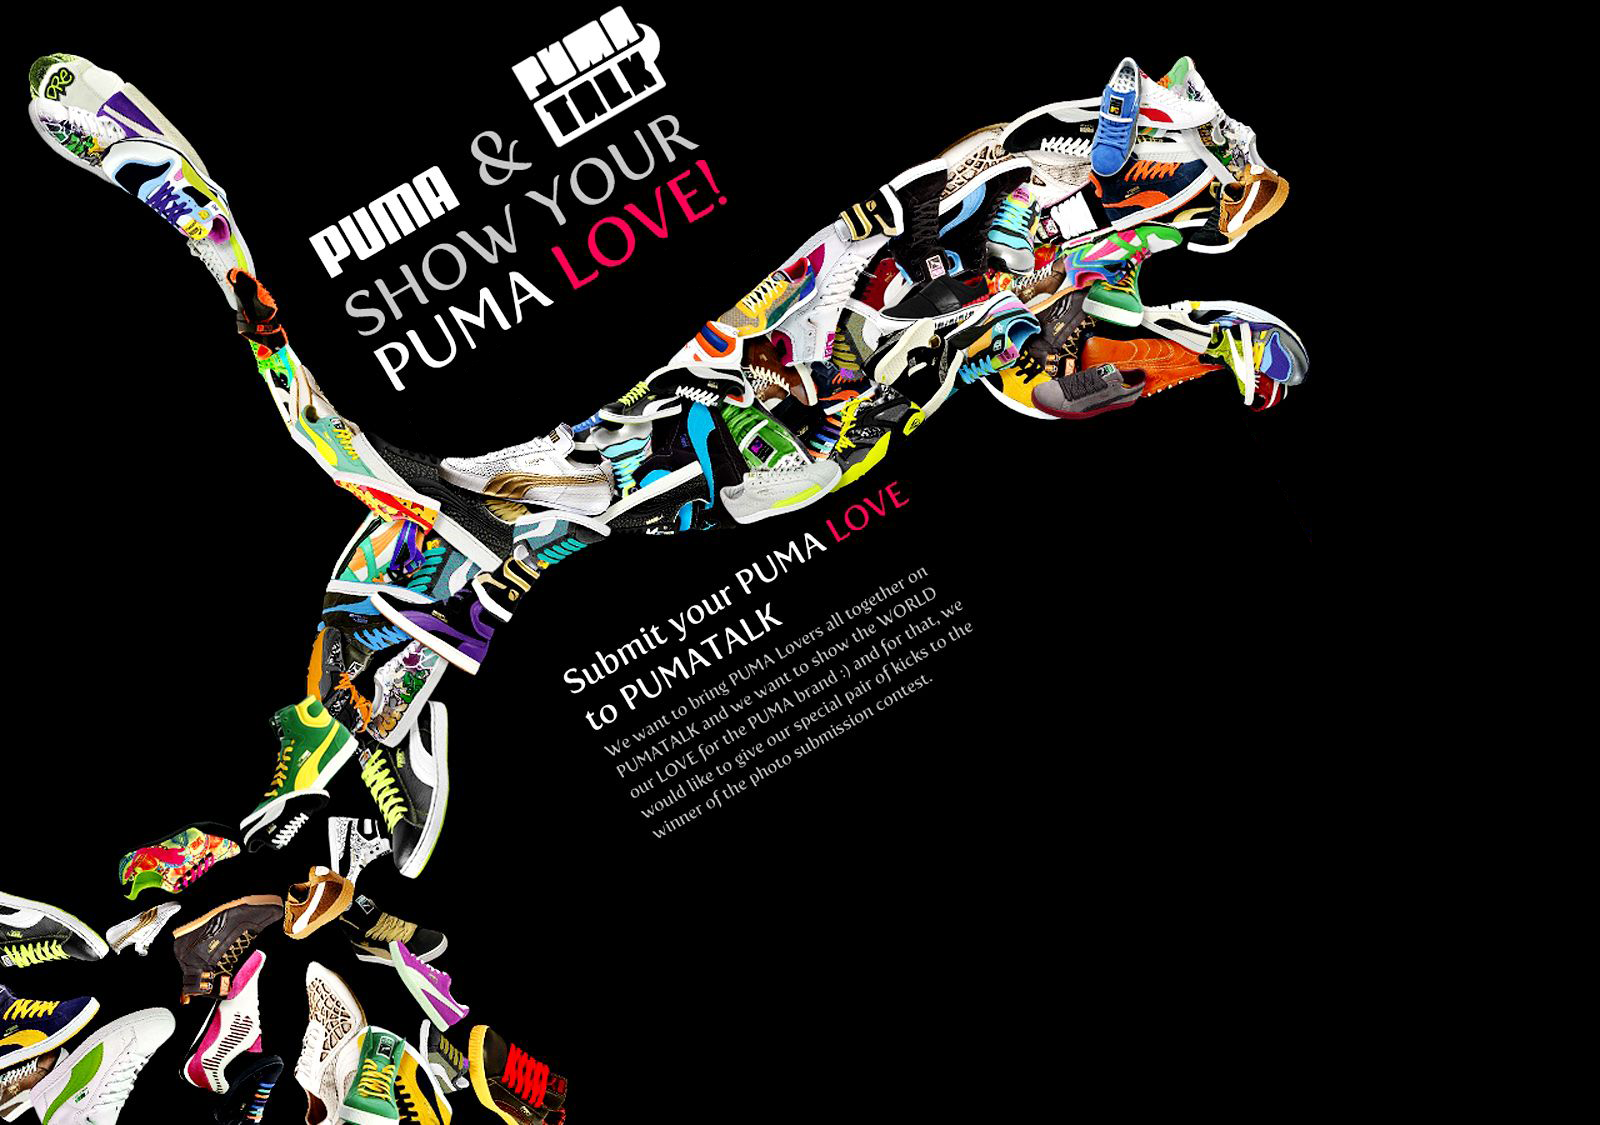 PUMA & PUMA TALK
SHOW YOUR
PUMA LOVE!
Submit your PUMA LOVE
to PUMATALK
We want to bring PUMA Lovers all together on
PUMATALK and we want to show the WORLD
our LOVE for the PUMA brand :) and for that, we
would like to give our special pair of kicks to the
winner of the photo submission contest.
DRE